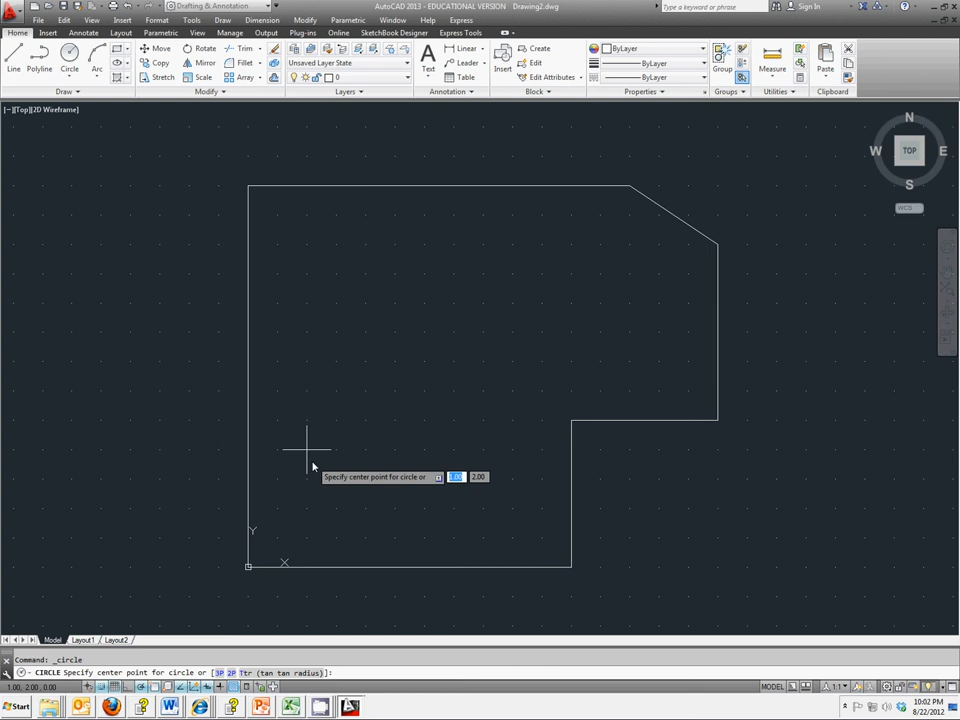 Drafting & Annotation
AutoCAD 2013 - EDUCATIONAL VERSION Drawing2.dwg
Type a keyword or phrase
Sign In
File Edit View Insert Format Tools Draw Dimension Modify Parametric Window Help Express
Home Insert Annotate Layout Parametric View Manage Output Plug-ins Online SketchBook Designer Express Tools
Line Polyline Circle Arc
Move Rotate Trim
Copy Mirror Fillet
Stretch Scale Array
Unsaved Layer State
0
Text
Linear
Leader
Table
Insert
Create
Edit
Edit Attributes
ByLayer
ByLayer
ByLayer
Group
Measure
Paste
Draw Modify Layers Annotation Block Properties Groups Utilities Clipboard
[−][Top][2D Wireframe]
N
W TOP E
S
WCS
Specify center point for circle or 1.00 2.00
Y
X
Model Layout1 Layout2
Command: _circle
CIRCLE Specify center point for circle or [3P 2P Ttr (tan tan radius)]:
1.00, 2.00, 0.00
MODEL
1:1
Start
10:02 PM
8/22/2012